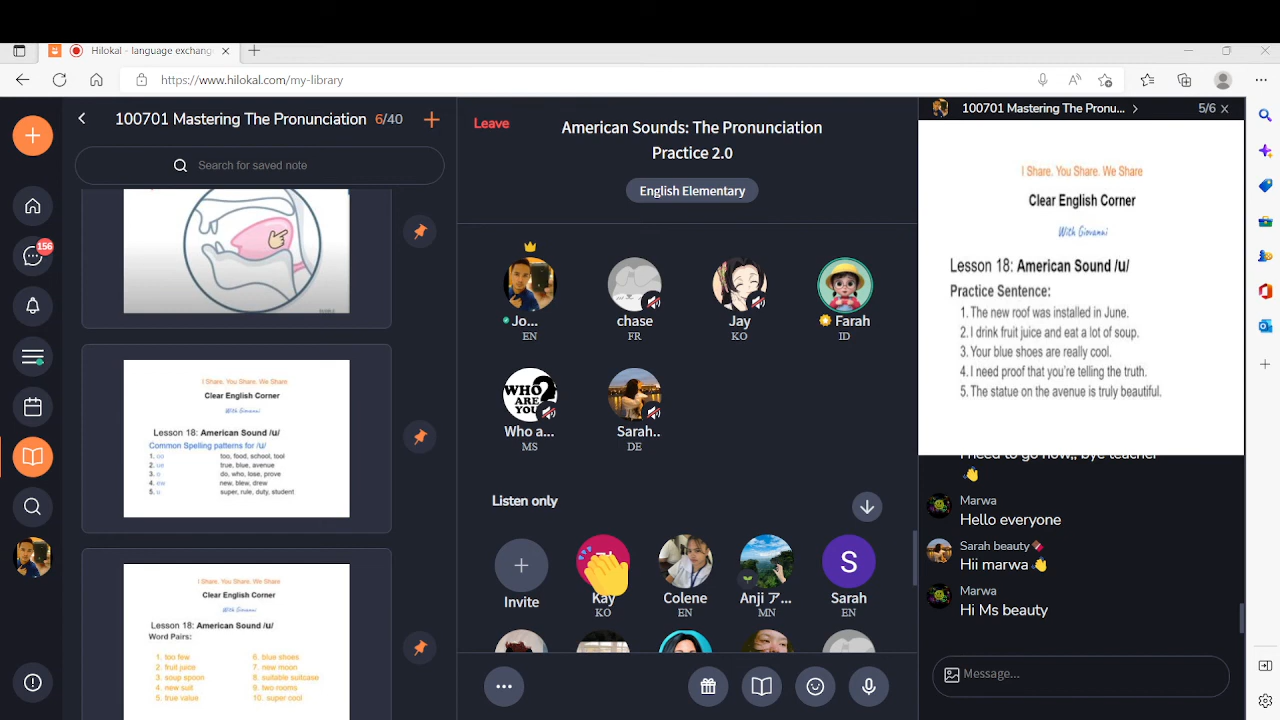 Hilokal - language exchang
https://www.hilokal.com/my-library
156
100701 Mastering The Pronunciation 6/40
Search for saved note
I Share. You Share. We Share
Clear English Corner
With Giovanni
Lesson 18: American Sound /u/
Common Spelling patterns for /u/
1. oo too, food, school, tool
2. ue true, blue, avenue
3. o do, who, lose, prove
4. ew new, blew, drew
5. u super, rule, duty, student
I Share. You Share. We Share
Clear English Corner
With Giovanni
Lesson 18: American Sound /u/
Word Pairs:
1. too few 6. blue shoes
2. fruit juice 7. new moon
3. soup spoon 8. suitable suitcase
4. new suit 9. two rooms
5. true value 10. super cool
Leave
American Sounds: The Pronunciation
Practice 2.0
English Elementary
Jo... chase Jay Farah
EN FR KO ID
WHO ARE YOU?
Who a... Sarah..
MS DE
Listen only
S
Invite Kay Colene Anji ア... Sarah
KO EN MN EN
100701 Mastering The Pronu... 5/6
I Share. You Share. We Share
Clear English Corner
With Giovanni
Lesson 18: American Sound /u/
Practice Sentence:
1. The new roof was installed in June.
2. I drink fruit juice and eat a lot of soup.
3. Your blue shoes are really cool.
4. I need proof that you're telling the truth.
5. The statue on the avenue is truly beautiful.
I need to go now,, bye teacher
Marwa
Hello everyone
Sarah beauty
Hii marwa
Marwa
Hi Ms beauty
Message...